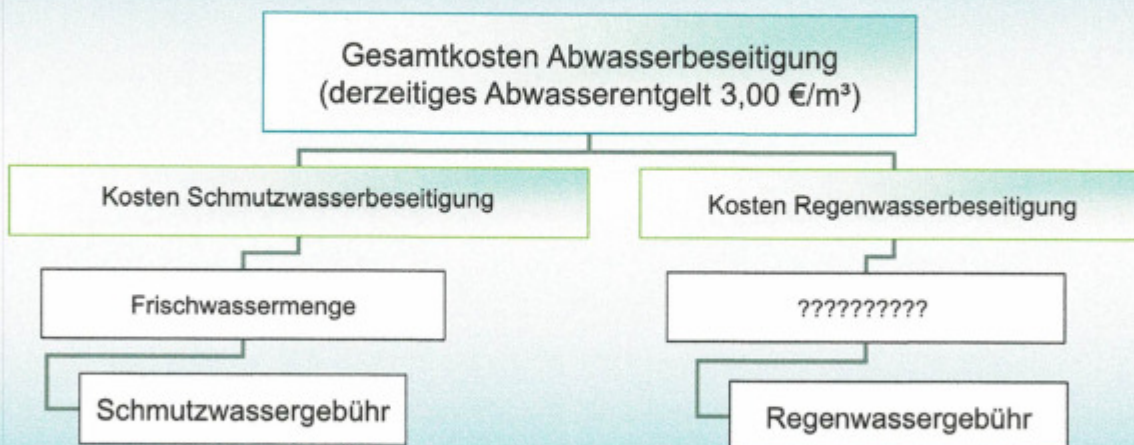 Gesamtkosten Abwasserbeseitigung
(derzeitiges Abwasserentgelt 3,00 €/m³)
Kosten Schmutzwasserbeseitigung
Kosten Regenwasserbeseitigung
Frischwassermenge
??????????
Schmutzwassergebühr
Regenwassergebühr